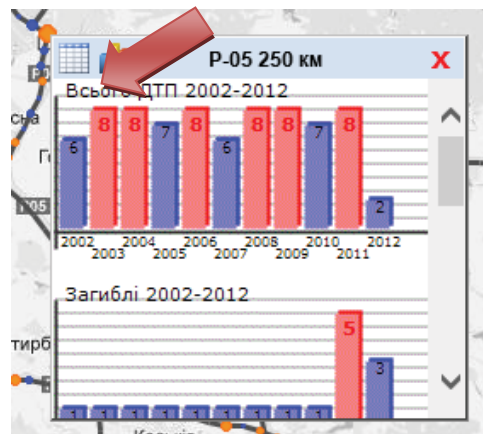 Р-05 250 км
X
Всього ДТП 2002-2012
6 8 8 7 8 6 8 8 7 8 2
2002 2004 2006 2008 2010 2012
2003 2005 2007 2009 2011
Загиблі 2002-2012
5
3
1 1 1 1 1 1 1 1 1
тирб